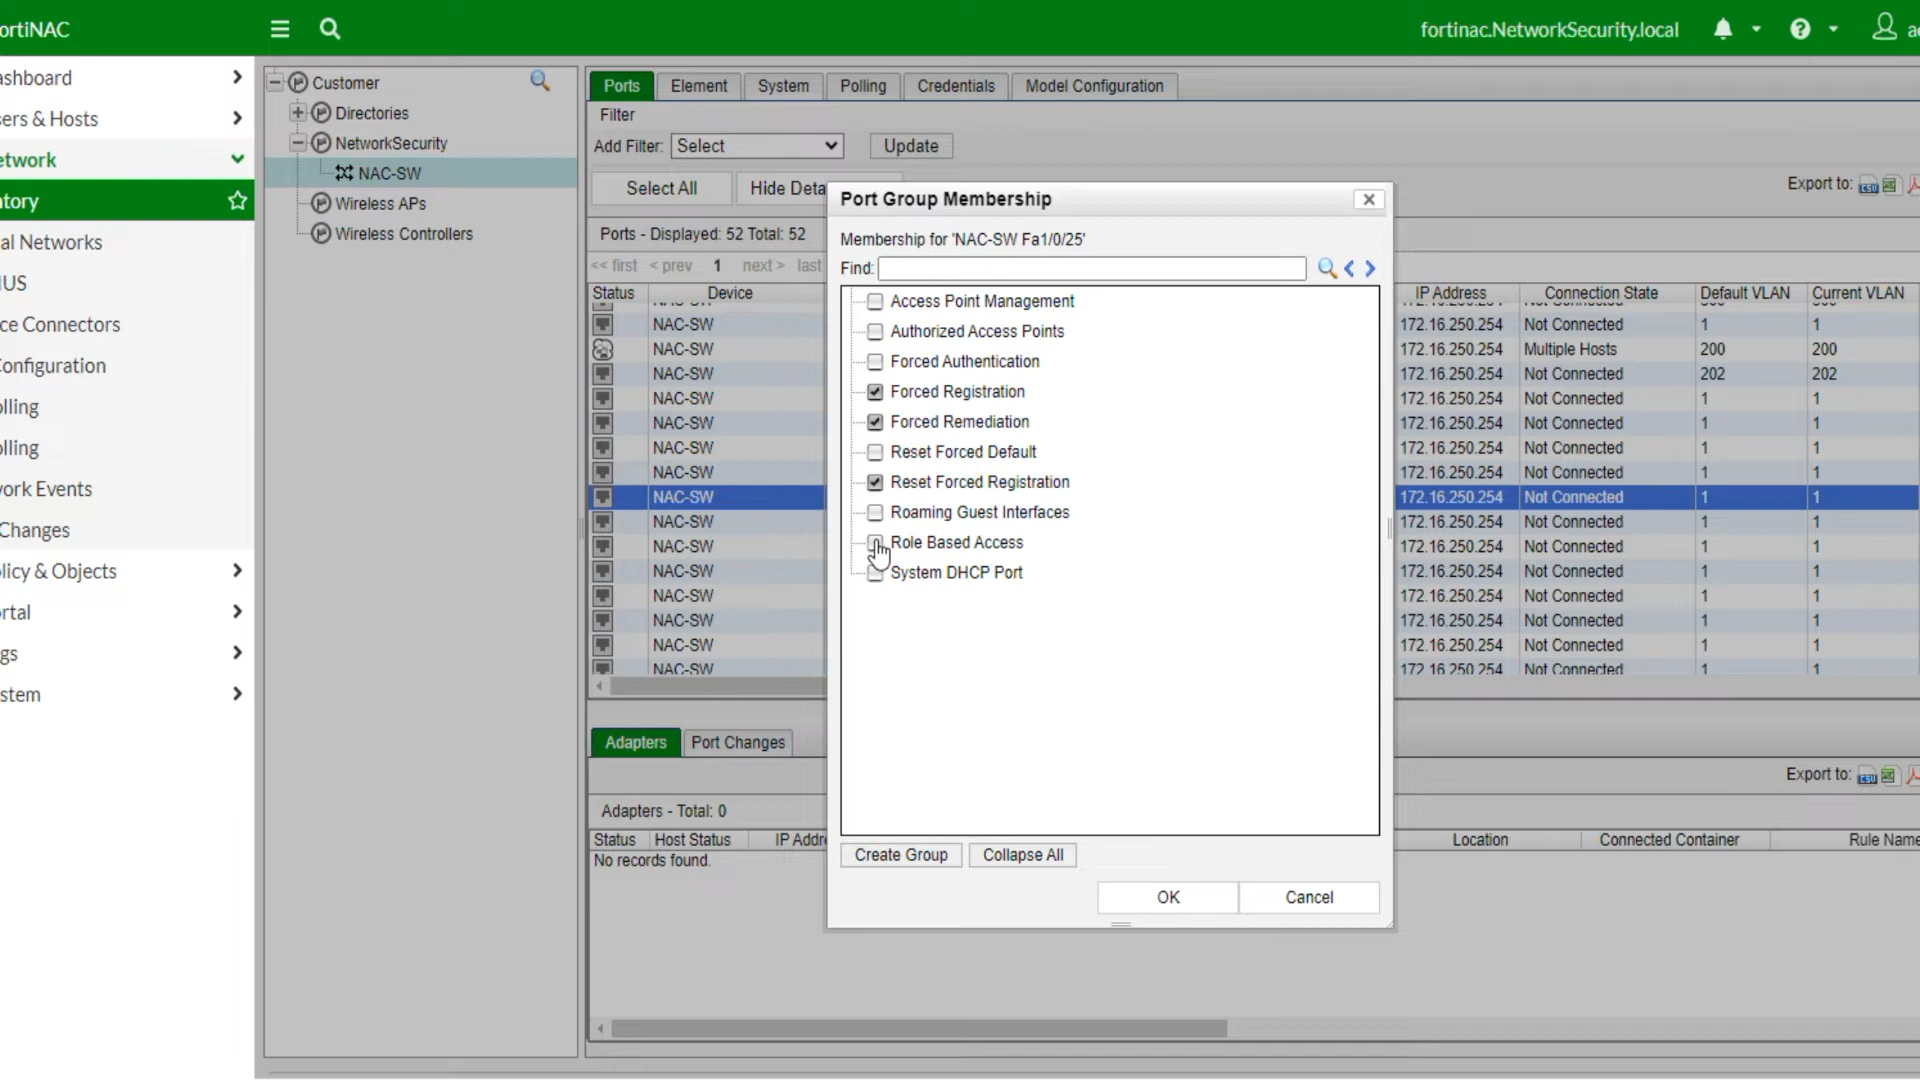 ortiNAC
fortinac.NetworkSecurity.local
ashboard
sers & Hosts
etwork
tory
al Networks
IUS
ce Connectors
onfiguration
olling
olling
ork Events
Changes
licy & Objects
ortal
gs
stem
Customer
Directories
NetworkSecurity
NAC-SW
Wireless APs
Wireless Controllers
Ports Element System Polling Credentials Model Configuration
Filter
Add Filter: Select Update
Select All Hide Deta
Export to:
Ports - Displayed: 52 Total: 52
<< first < prev 1 next > last
Status Device IP Address Connection State Default VLAN Current VLAN
NAC-SW 172.16.250.254 Not Connected 1 1
NAC-SW 172.16.250.254 Multiple Hosts 200 200
NAC-SW 172.16.250.254 Not Connected 202 202
NAC-SW 172.16.250.254 Not Connected 1 1
NAC-SW 172.16.250.254 Not Connected 1 1
NAC-SW 172.16.250.254 Not Connected 1 1
NAC-SW 172.16.250.254 Not Connected 1 1
NAC-SW 172.16.250.254 Not Connected 1 1
NAC-SW 172.16.250.254 Not Connected 1 1
NAC-SW 172.16.250.254 Not Connected 1 1
NAC-SW 172.16.250.254 Not Connected 1 1
NAC-SW 172.16.250.254 Not Connected 1 1
NAC-SW 172.16.250.254 Not Connected 1 1
NAC-SW 172.16.250.254 Not Connected 1 1
NAC-SW 172.16.250.254 Not Connected 1 1
Port Group Membership
Membership for 'NAC-SW Fa1/0/25'
Find:
Access Point Management
Authorized Access Points
Forced Authentication
Forced Registration
Forced Remediation
Reset Forced Default
Reset Forced Registration
Roaming Guest Interfaces
Role Based Access
System DHCP Port
Create Group Collapse All
OK Cancel
Adapters Port Changes
Export to:
Adapters - Total: 0
Status Host Status IP Addre Location Connected Container Rule Name
No records found.